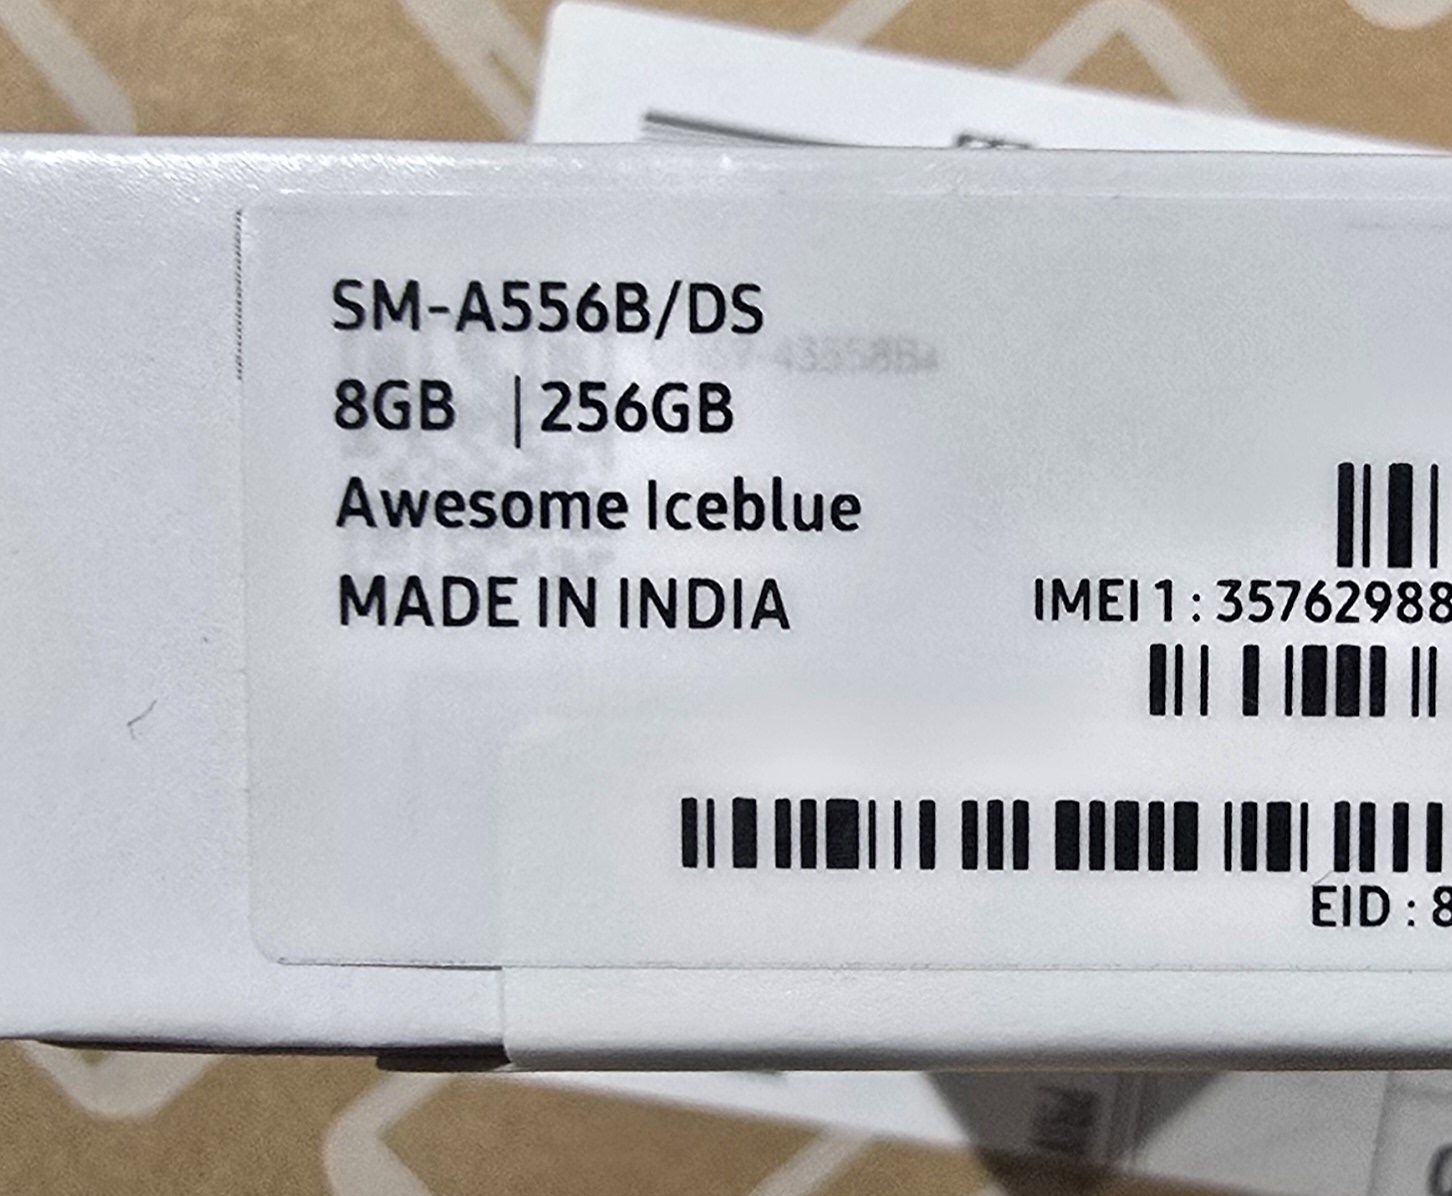 SM-A556B/DS
8GB | 256GB
Awesome Iceblue
MADE IN INDIA
IMEI 1 : 35762988
EID : 8